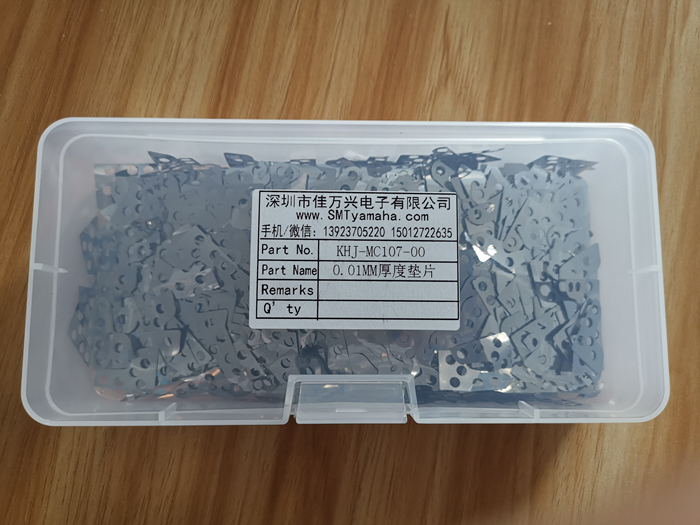 深圳市佳万兴电子有限公司
www.SMTyamaha.com
手机/微信: 13923705220 15012722635
Part No. KHJ-MC107-00
Part Name 0.01MM厚度垫片
Remarks
Q'ty